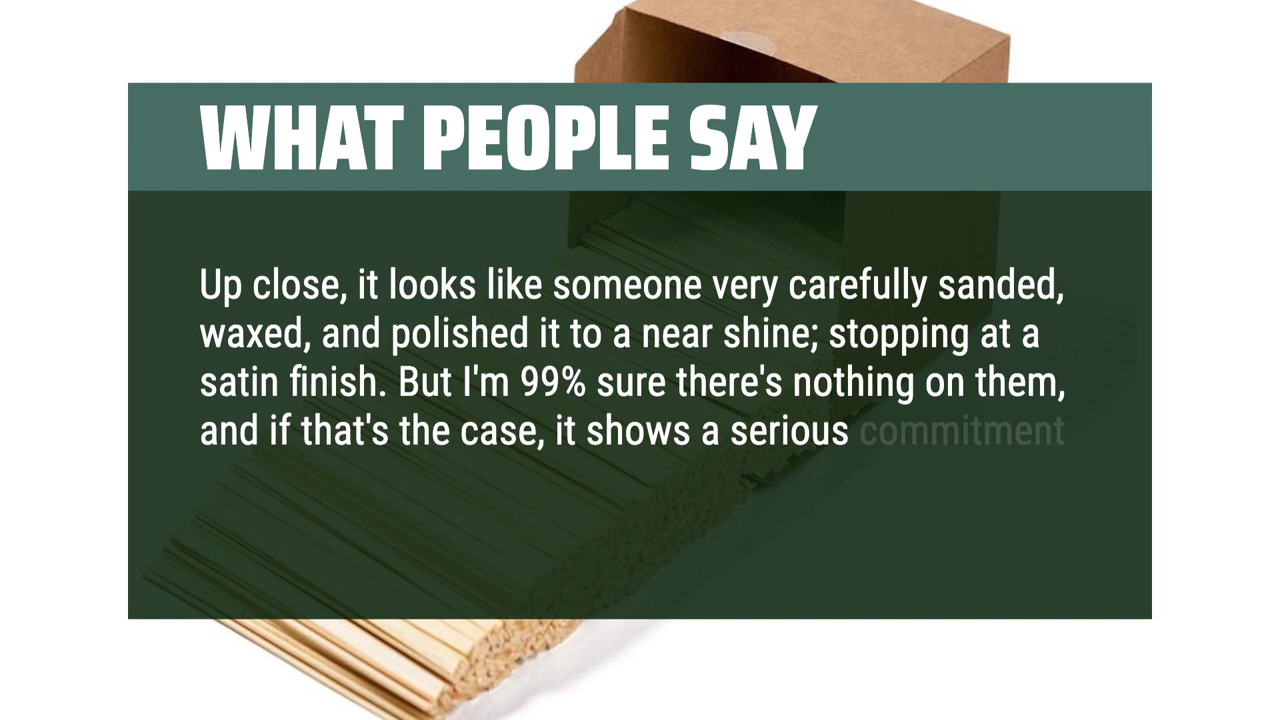 WHAT PEOPLE SAY
Up close, it looks like someone very carefully sanded,
waxed, and polished it to a near shine; stopping at a
satin finish. But I'm 99% sure there's nothing on them,
and if that's the case, it shows a serious commitment